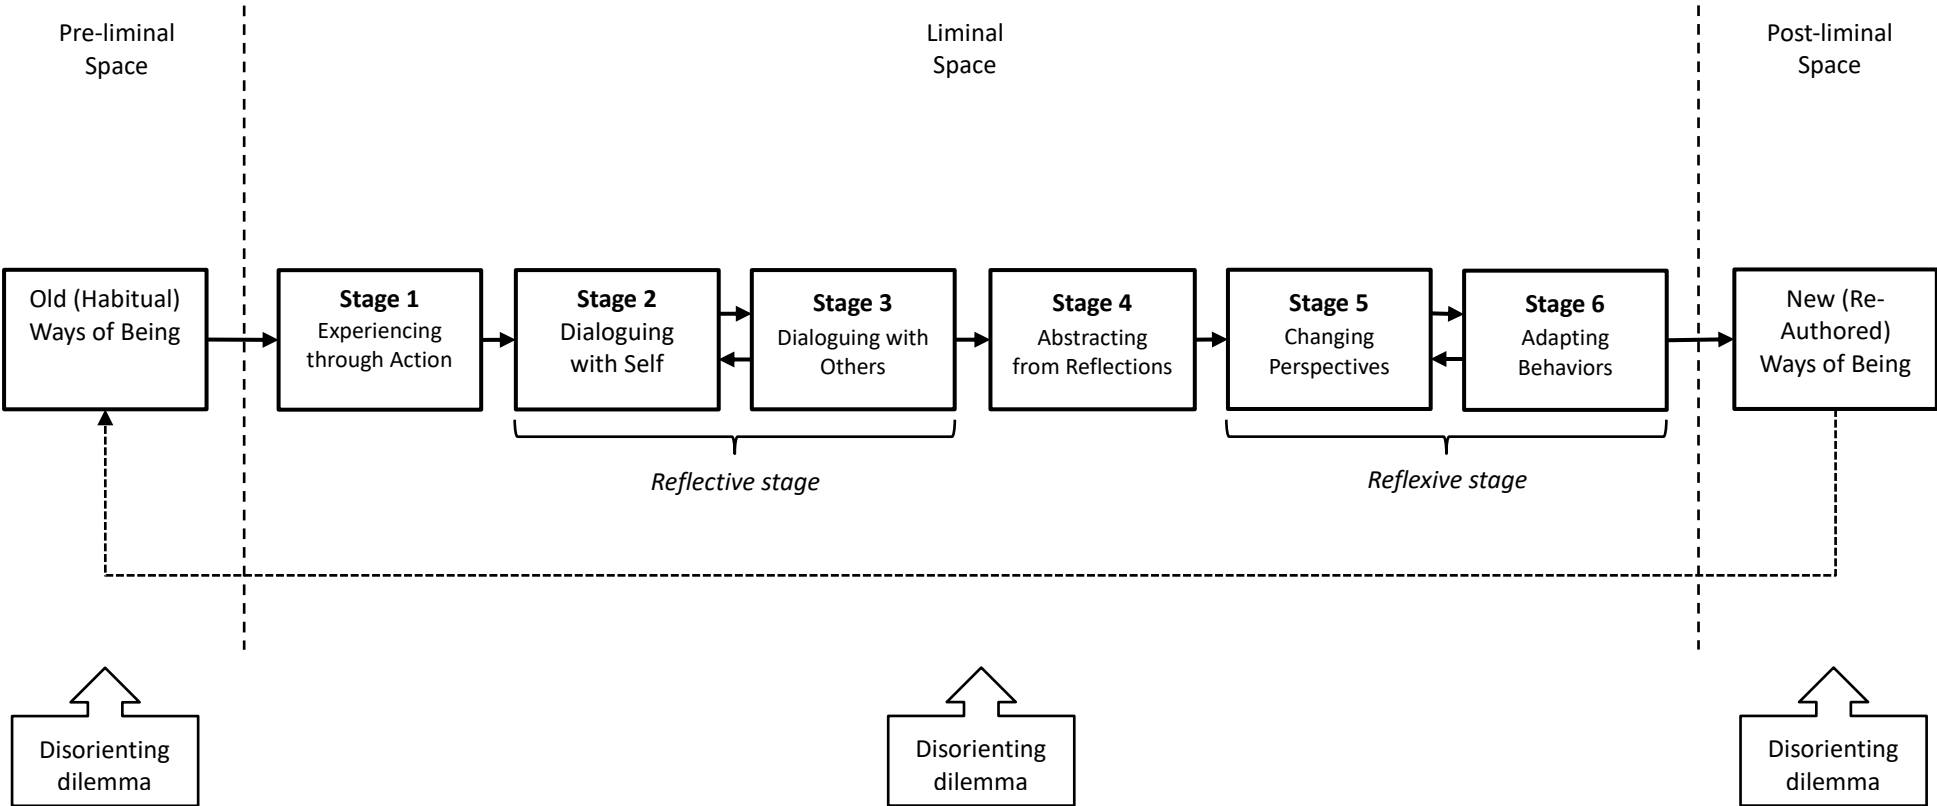 Pre-liminal
Space
Liminal
Space
Post-liminal
Space
Old (Habitual)
Ways of Being
Stage 1
Experiencing
through Action
Stage 2
Dialoguing
with Self
Stage 3
Dialoguing with
Others
Stage 4
Abstracting
from Reflections
Stage 5
Changing
Perspectives
Stage 6
Adapting
Behaviors
New (Re-
Authored)
Ways of Being
Reflective stage
Reflexive stage
Disorienting
dilemma
Disorienting
dilemma
Disorienting
dilemma